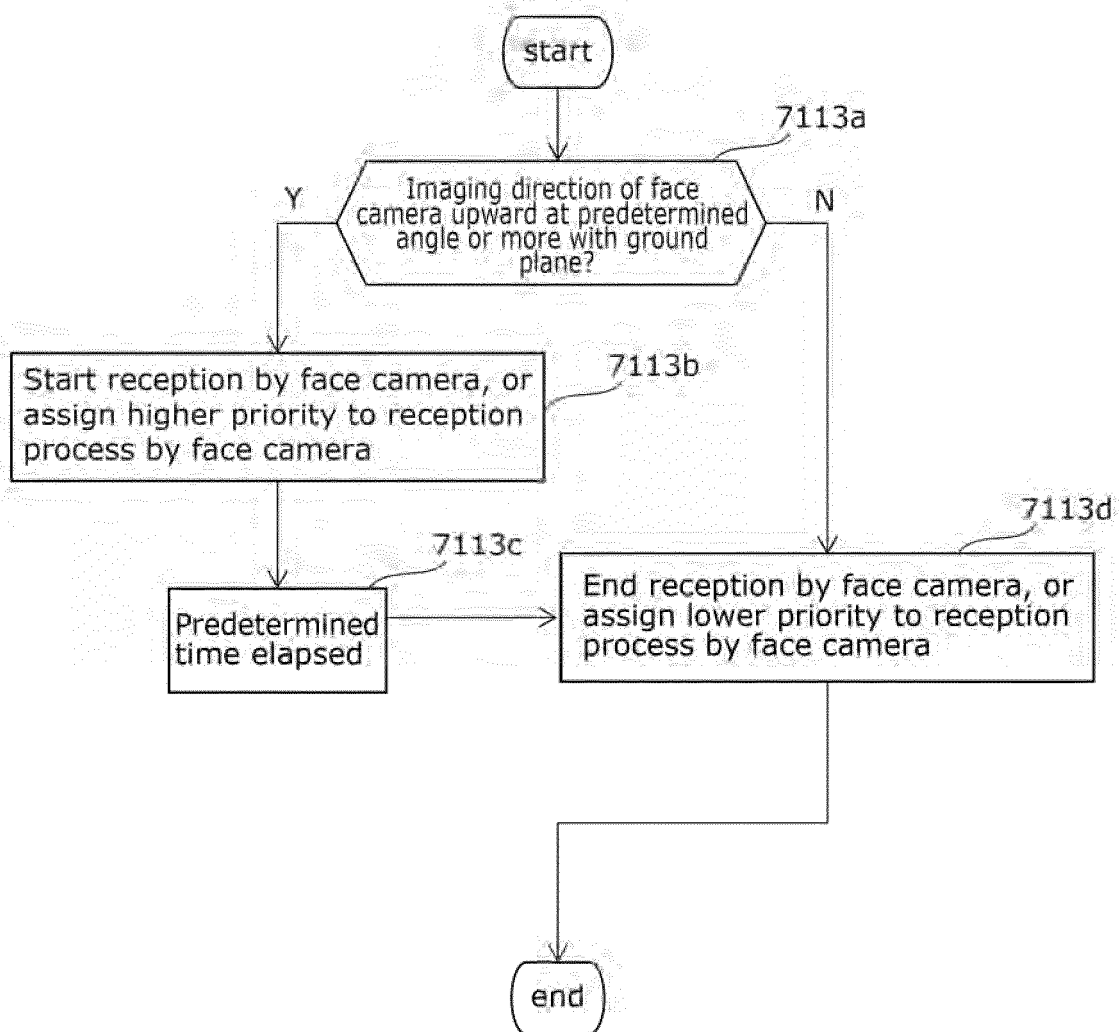 start
7113a
Y
Imaging direction of face
camera upward at predetermined
angle or more with ground
plane?
N
7113b
Start reception by face camera, or
assign higher priority to reception
process by face camera
7113c
Predetermined
time elapsed
7113d
End reception by face camera, or
assign lower priority to reception
process by face camera
end